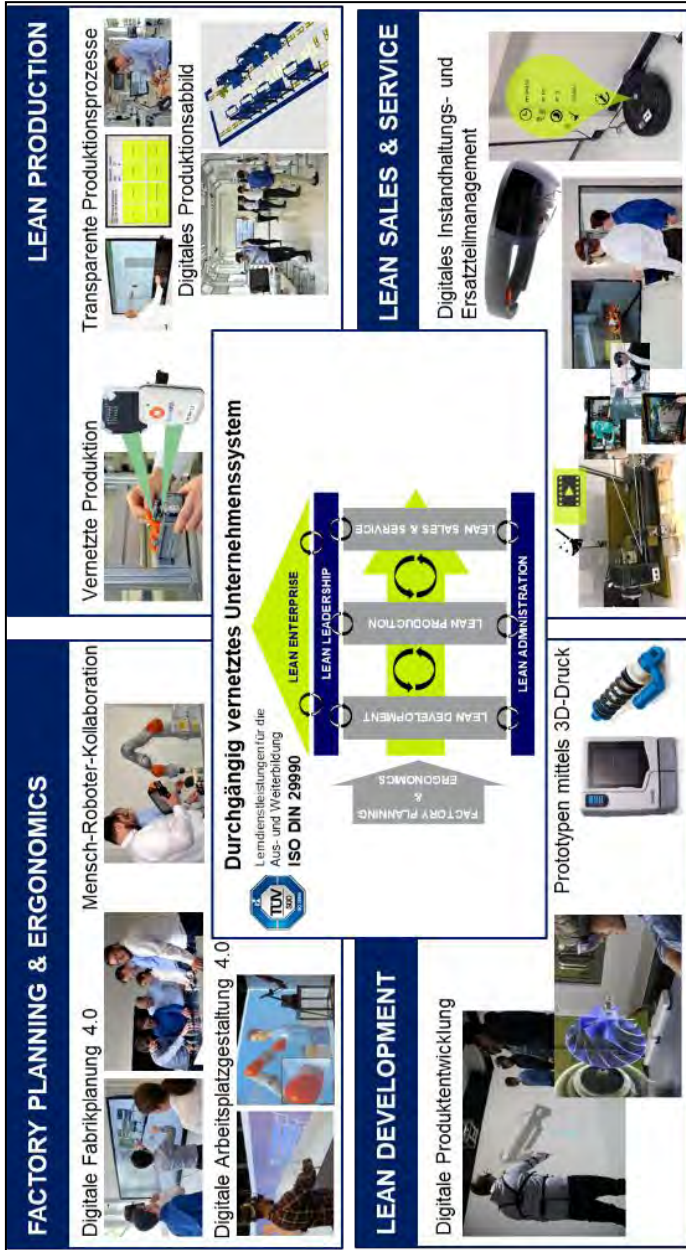 FACTORY PLANNING & ERGONOMICS
Digitale Fabrikplanung 4.0
Mensch-Roboter-Kollaboration
Digitale Arbeitsplatzgestaltung 4.0
LEAN PRODUCTION
Vernetzte Produktion
Transparente Produktionsprozesse
Digitales Produktionsabbild
Durchgängig vernetztes Unternehmenssystem
Lerndienstleistungen für die
Aus- und Weiterbildung
ISO DIN 29990
TÜV
SÜD
LEAN ENTERPRISE
LEAN LEADERSHIP
FACTORY PLANNING
&
ERGONOMICS
LEAN DEVELOPMENT
LEAN PRODUCTION
LEAN SALES & SERVICE
LEAN ADMINISTRATION
LEAN DEVELOPMENT
Digitale Produktentwicklung
Prototypen mittels 3D-Druck
LEAN SALES & SERVICE
Digitales Instandhaltungs- und
Ersatzteilmanagement